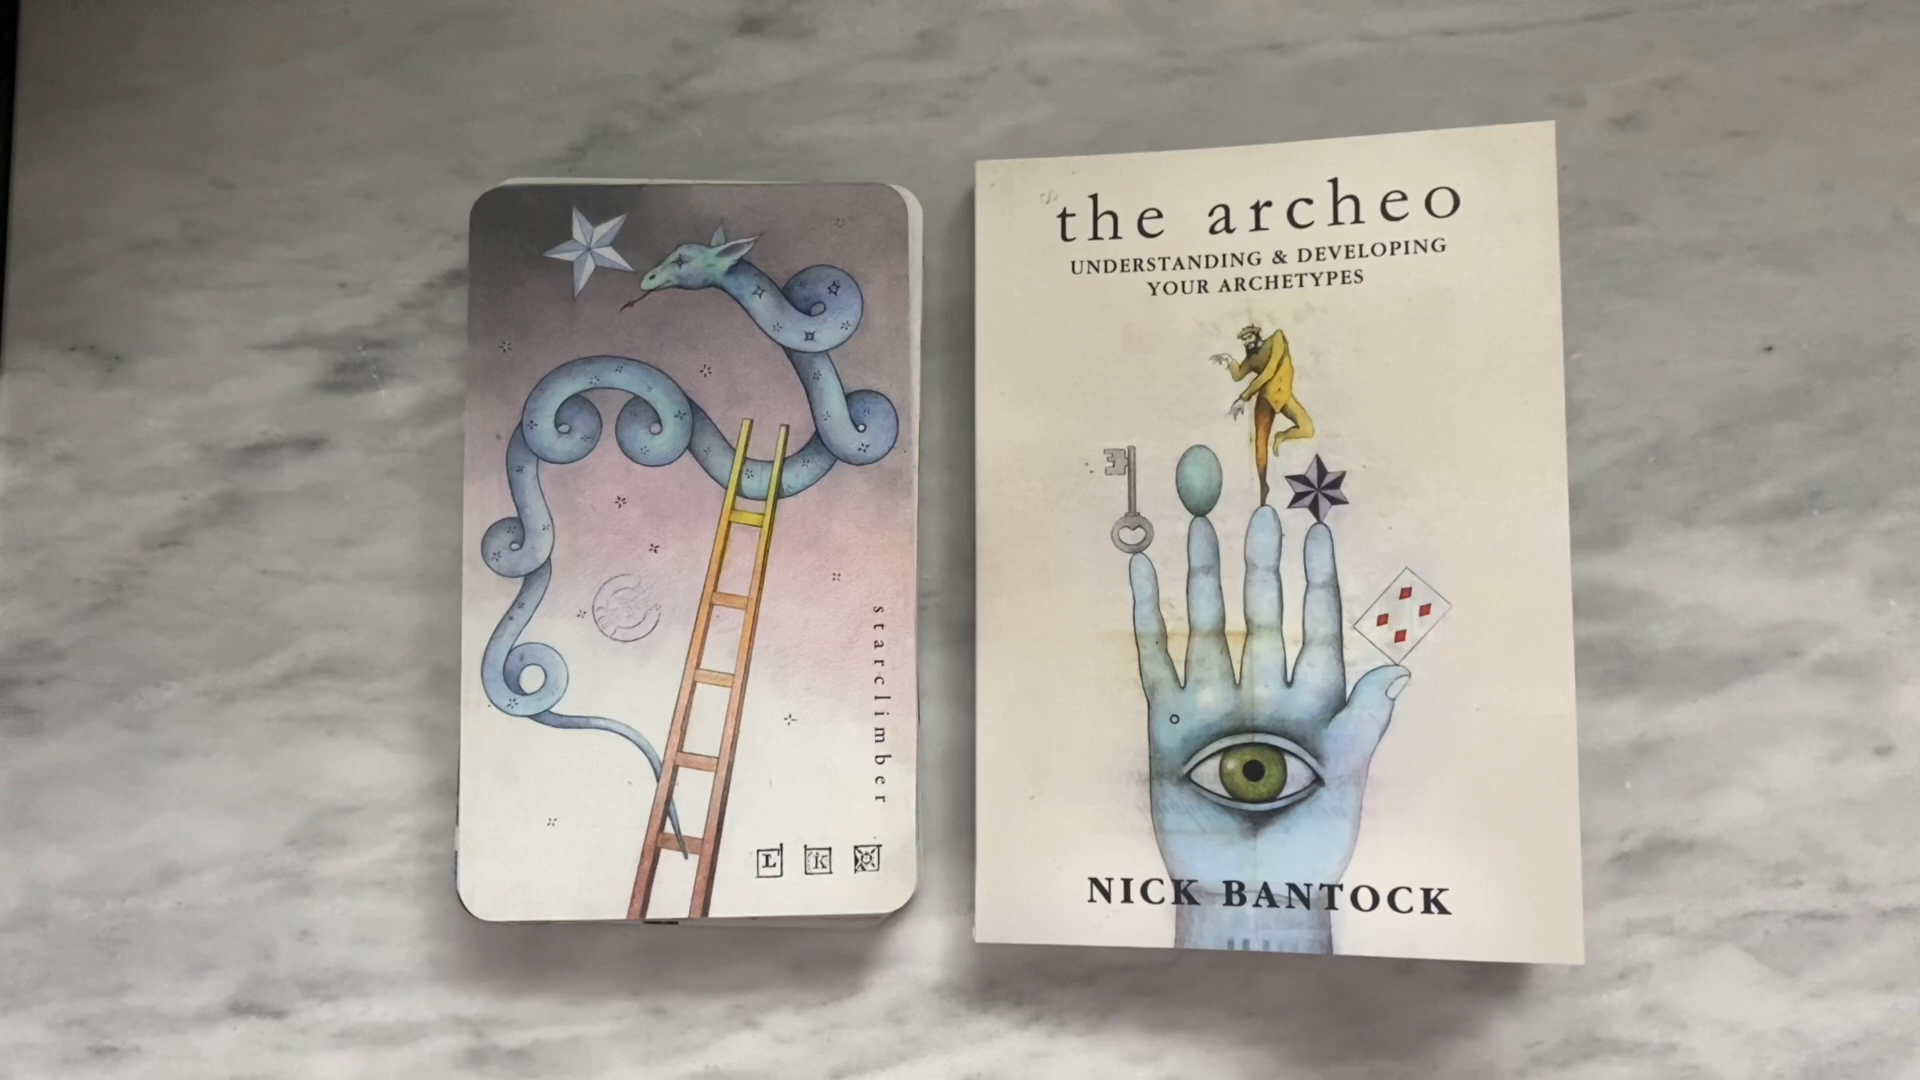 starclimber
L K
the archeo
UNDERSTANDING & DEVELOPING
YOUR ARCHETYPES
NICK BANTOCK